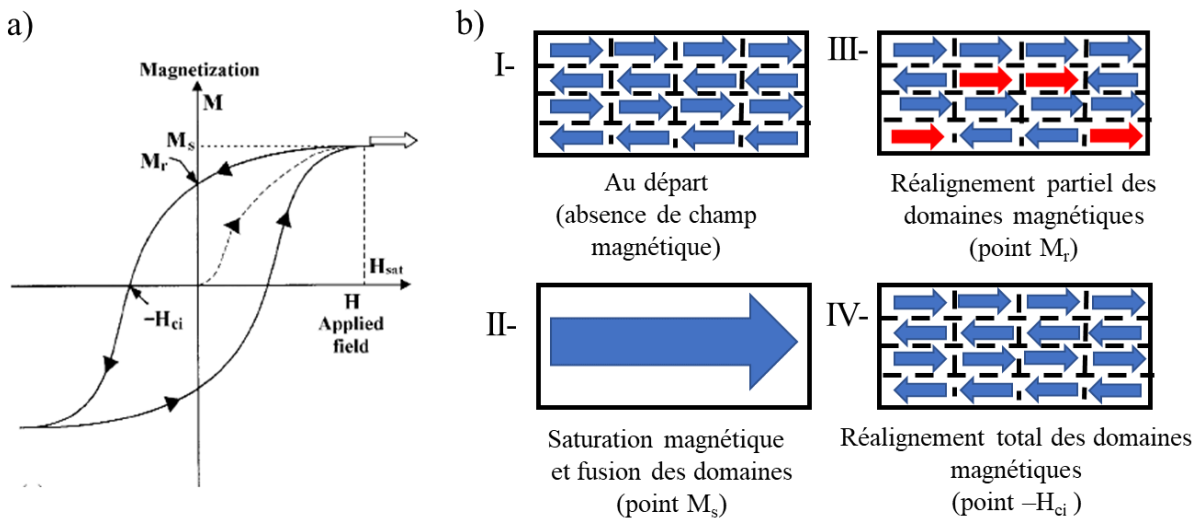 a)
Magnetization
M
Ms
Mr
Hsat
H
Applied
field
–Hci
b)
I-
Au départ
(absence de champ
magnétique)
III-
Réalignement partiel des
domaines magnétiques
(point Mr)
II-
Saturation magnétique
et fusion des domaines
(point Ms)
IV-
Réalignement total des domaines
magnétiques
(point –Hci )